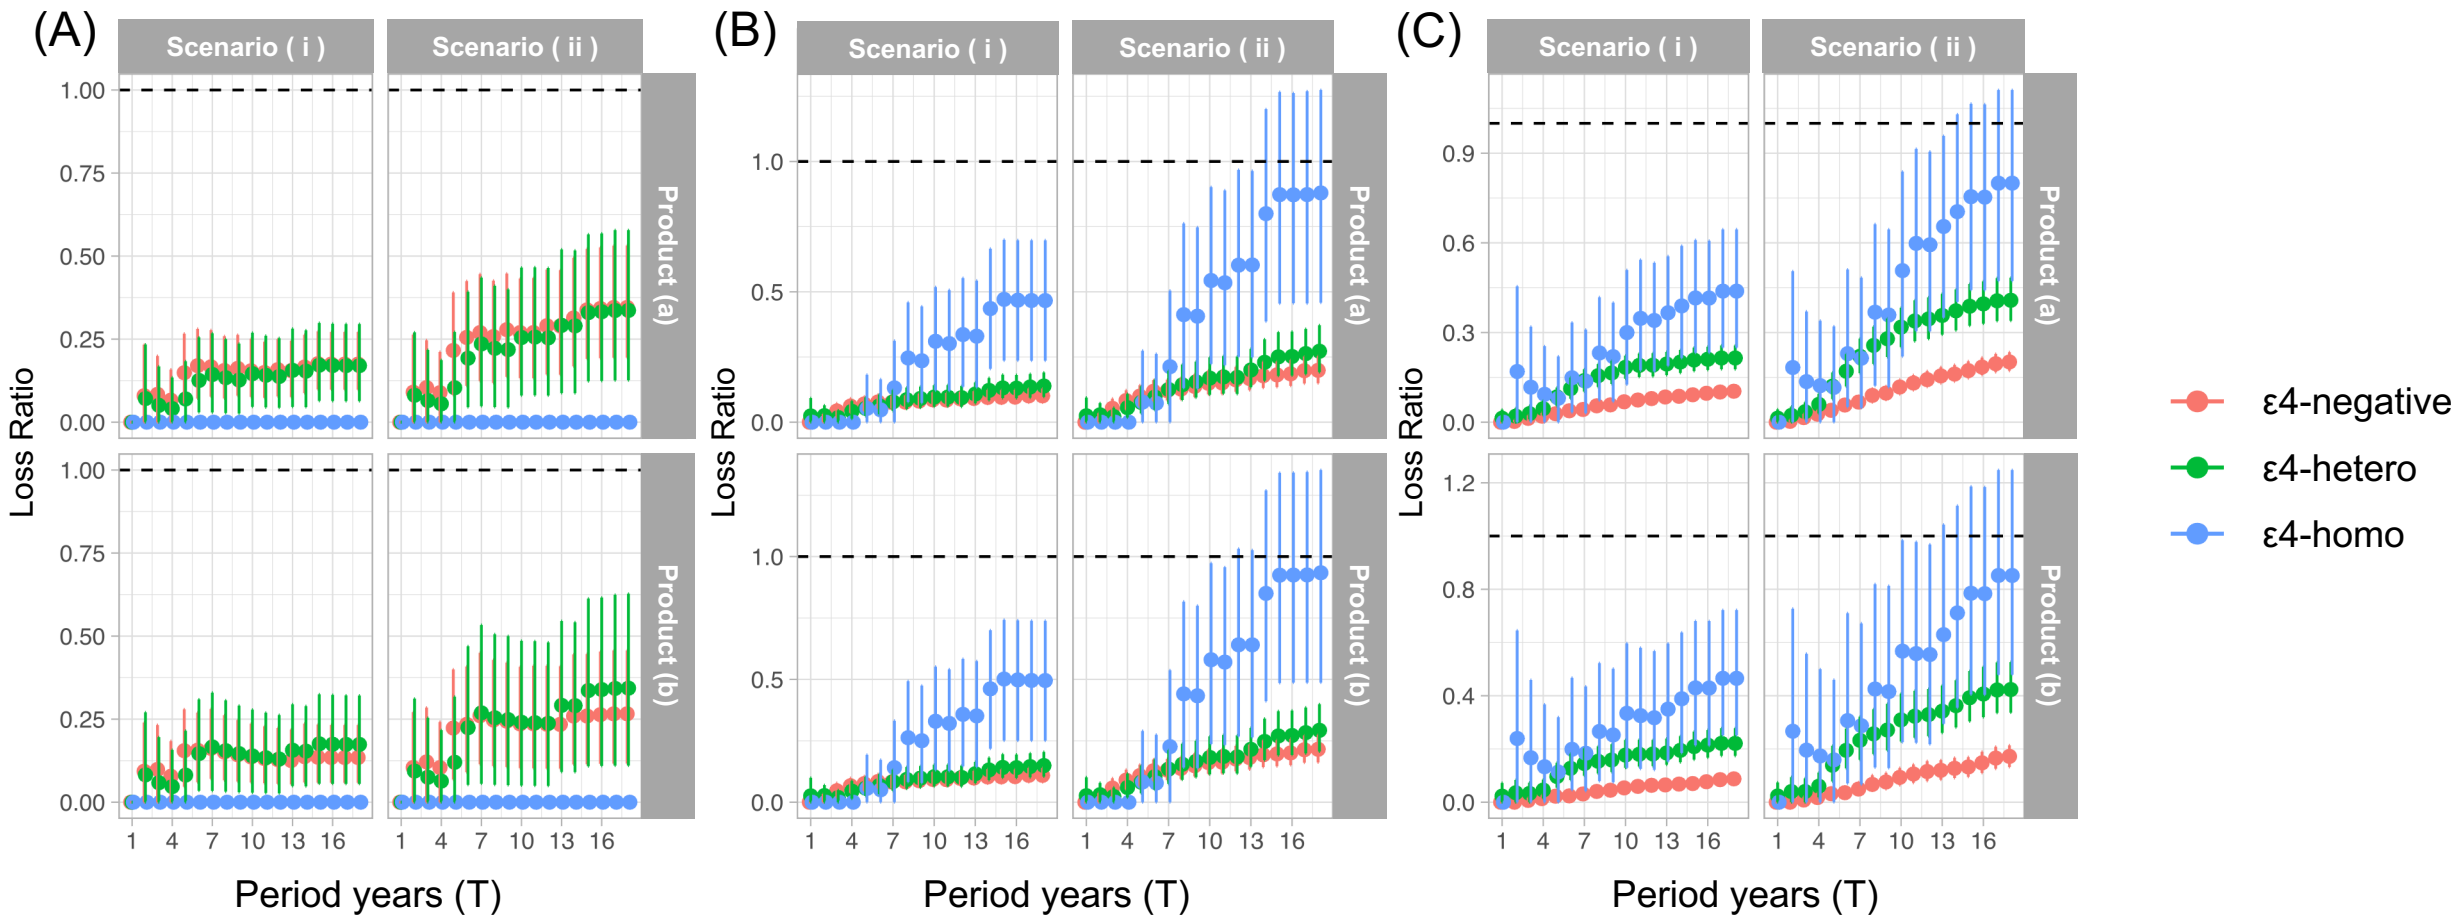 (A)
Scenario ( i )
Scenario ( ii )
1.00
0.75
0.50
0.25
0.00
Product (a)
1.00
0.75
0.50
0.25
0.00
Product (b)
Loss Ratio
1 4 7 10 13 16
1 4 7 10 13 16
Period years (T)
(B)
Scenario ( i )
Scenario ( ii )
1.0
0.5
0.0
Product (a)
1.0
0.5
0.0
Product (b)
Loss Ratio
1 4 7 10 13 16
1 4 7 10 13 16
Period years (T)
(C)
Scenario ( i )
Scenario ( ii )
0.9
0.6
0.3
0.0
Product (a)
1.2
0.8
0.4
0.0
Product (b)
Loss Ratio
1 4 7 10 13 16
1 4 7 10 13 16
Period years (T)
ε4-negative
ε4-hetero
ε4-homo